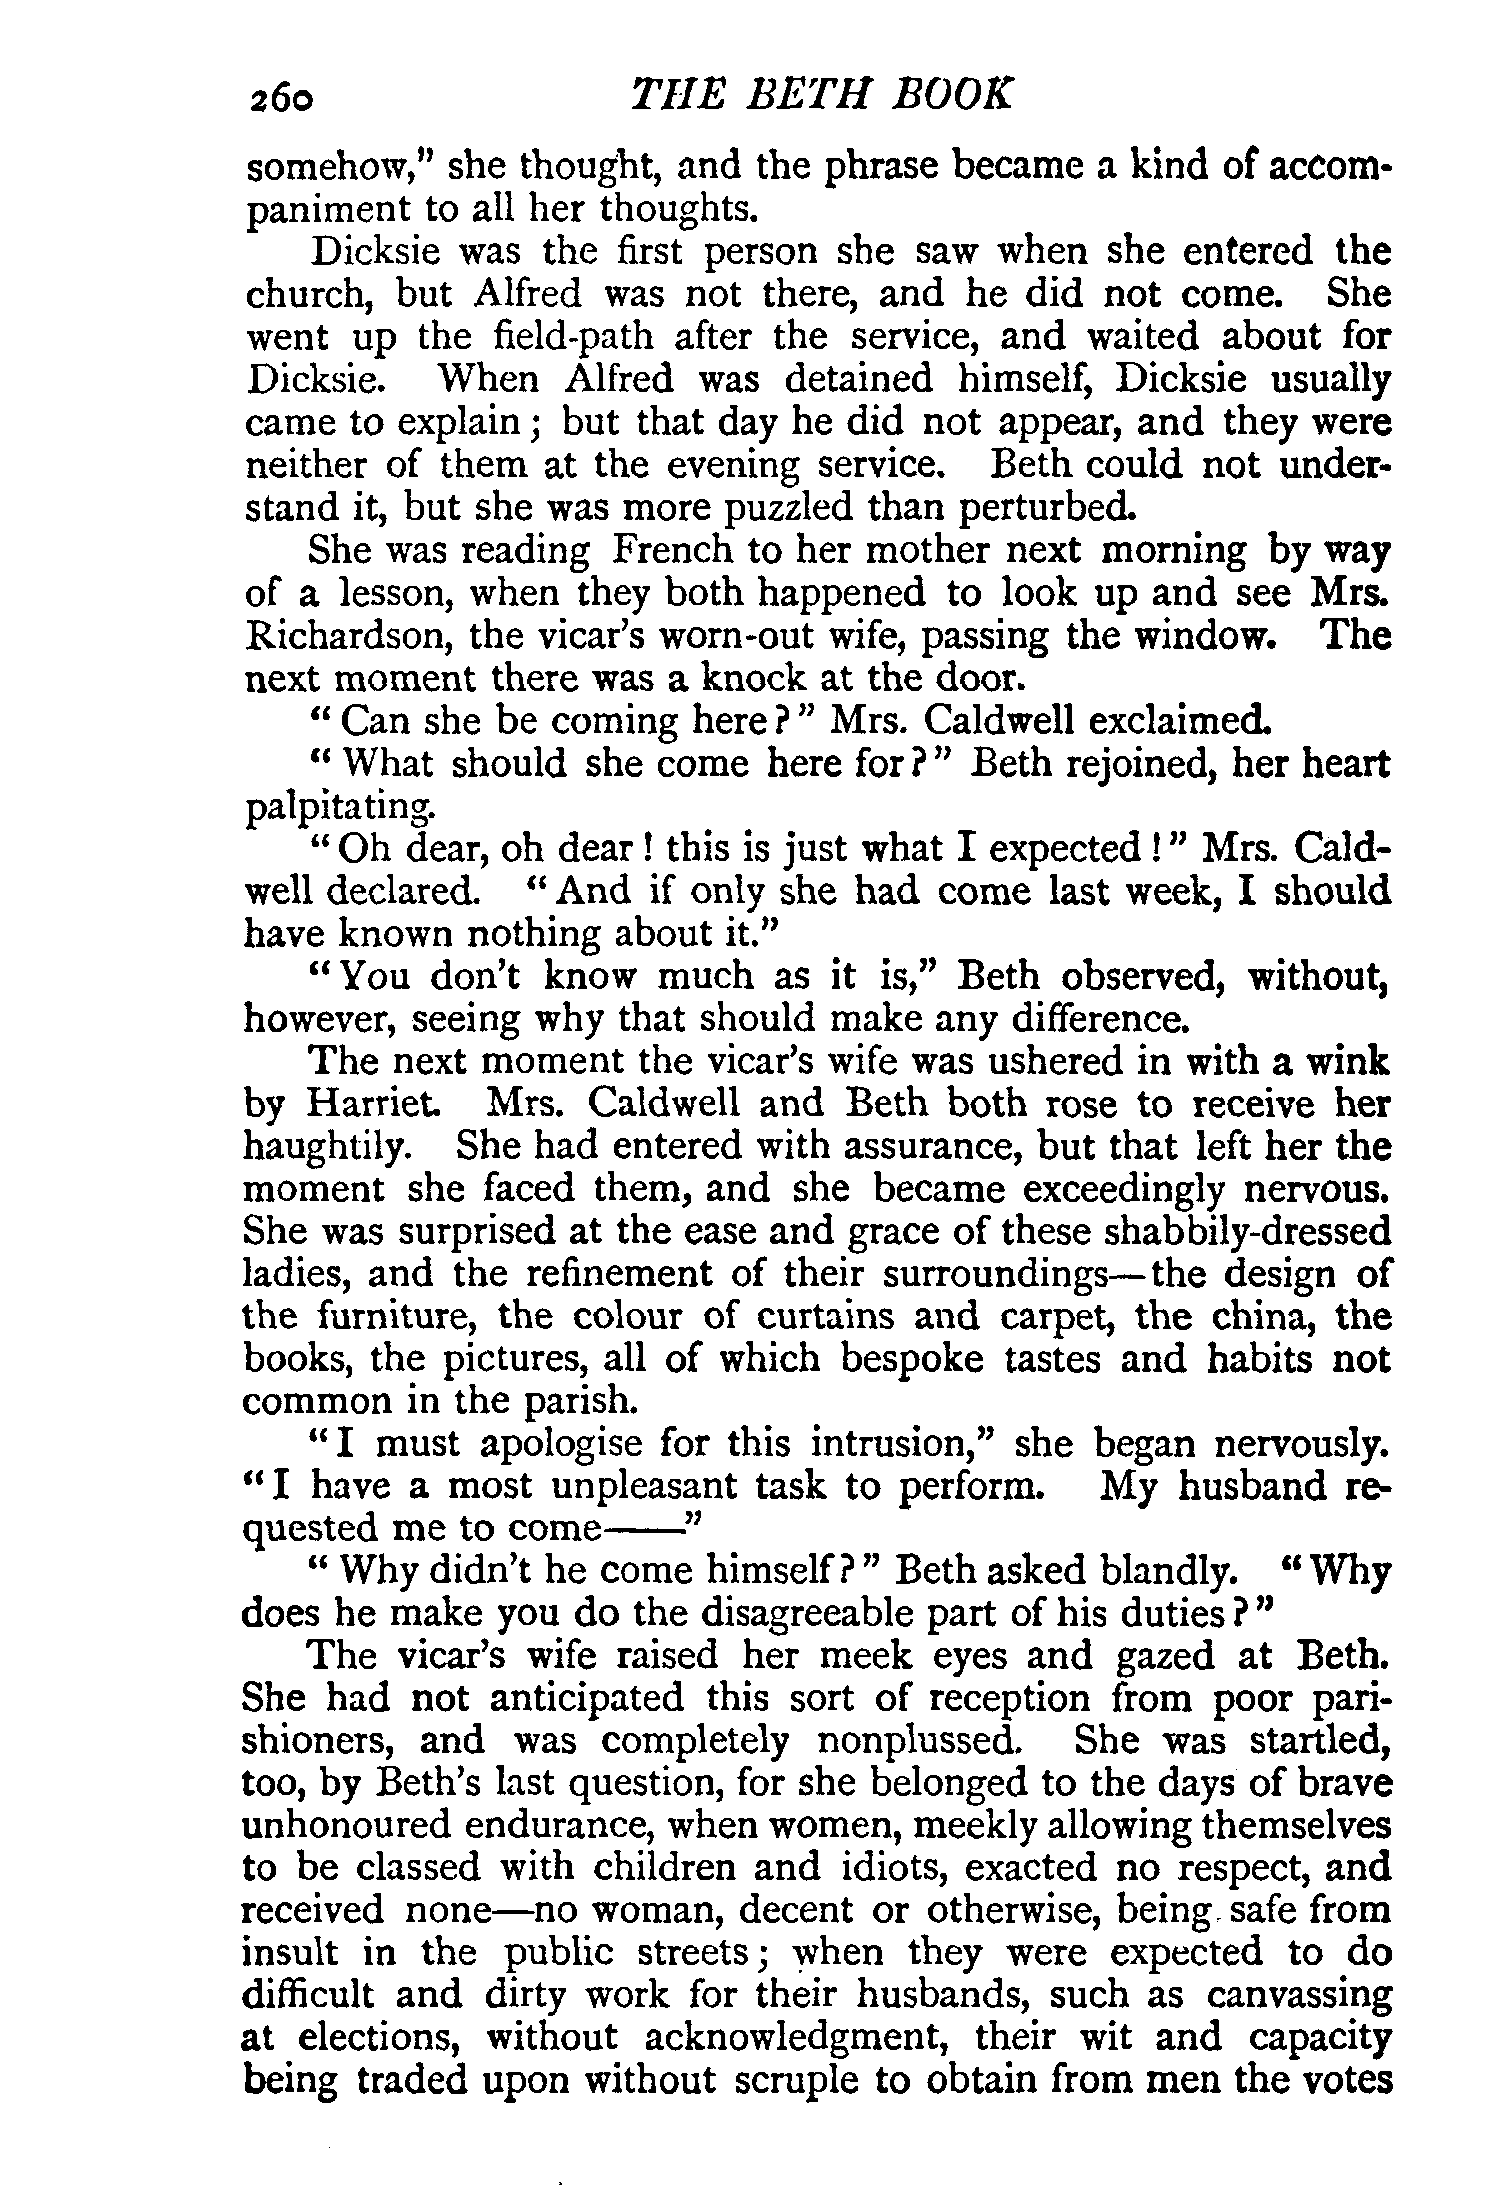 260 THE BETH BOOK
somehow," she thought, and the phrase became a kind of accom-
paniment to all her thoughts.
Dicksie was the first person she saw when she entered the
church, but Alfred was not there, and he did not come. She
went up the field-path after the service, and waited about for
Dicksie. When Alfred was detained himself, Dicksie usually
came to explain; but that day he did not appear, and they were
neither of them at the evening service. Beth could not under-
stand it, but she was more puzzled than perturbed.
She was reading French to her mother next morning by way
of a lesson, when they both happened to look up and see Mrs.
Richardson, the vicar's worn-out wife, passing the window. The
next moment there was a knock at the door.
"Can she be coming here?" Mrs. Caldwell exclaimed.
"What should she come here for?" Beth rejoined, her heart
palpitating.
"Oh dear, oh dear! this is just what I expected!" Mrs. Cald-
well declared. "And if only she had come last week, I should
have known nothing about it."
"You don't know much as it is," Beth observed, without,
however, seeing why that should make any difference.
The next moment the vicar's wife was ushered in with a wink
by Harriet. Mrs. Caldwell and Beth both rose to receive her
haughtily. She had entered with assurance, but that left her the
moment she faced them, and she became exceedingly nervous.
She was surprised at the ease and grace of these shabbily-dressed
ladies, and the refinement of their surroundings—the design of
the furniture, the colour of curtains and carpet, the china, the
books, the pictures, all of which bespoke tastes and habits not
common in the parish.
"I must apologise for this intrusion," she began nervously.
"I have a most unpleasant task to perform. My husband re-
quested me to come——"
"Why didn't he come himself?" Beth asked blandly. "Why
does he make you do the disagreeable part of his duties?"
The vicar's wife raised her meek eyes and gazed at Beth.
She had not anticipated this sort of reception from poor pari-
shioners, and was completely nonplussed. She was startled,
too, by Beth's last question, for she belonged to the days of brave
unhonoured endurance, when women, meekly allowing themselves
to be classed with children and idiots, exacted no respect, and
received none—no woman, decent or otherwise, being safe from
insult in the public streets; when they were expected to do
difficult and dirty work for their husbands, such as canvassing
at elections, without acknowledgment, their wit and capacity
being traded upon without scruple to obtain from men the votes